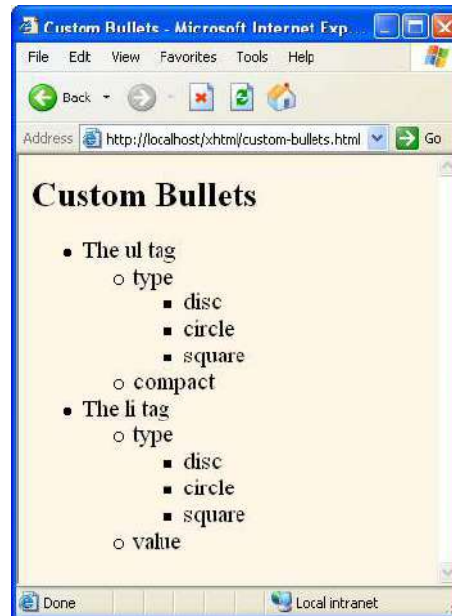 Custom Bullets - Microsoft Internet Exp...
File Edit View Favorites Tools Help
Back
Address http://localhost/xhtml/custom-bullets.html Go
Custom Bullets
The ul tag
type
disc
circle
square
compact
The li tag
type
disc
circle
square
value
Done Local intranet